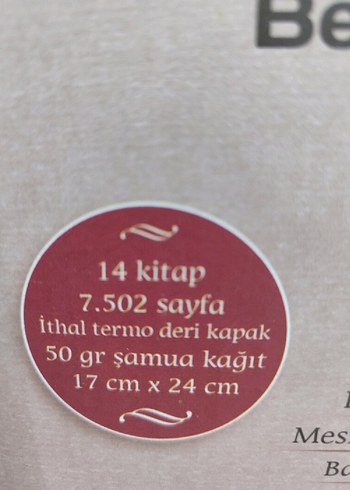 Be
14 kitap
7.502 sayfa
İthal termo deri kapak
50 gr şamua kağıt
17 cm x 24 cm
Mes
Ba